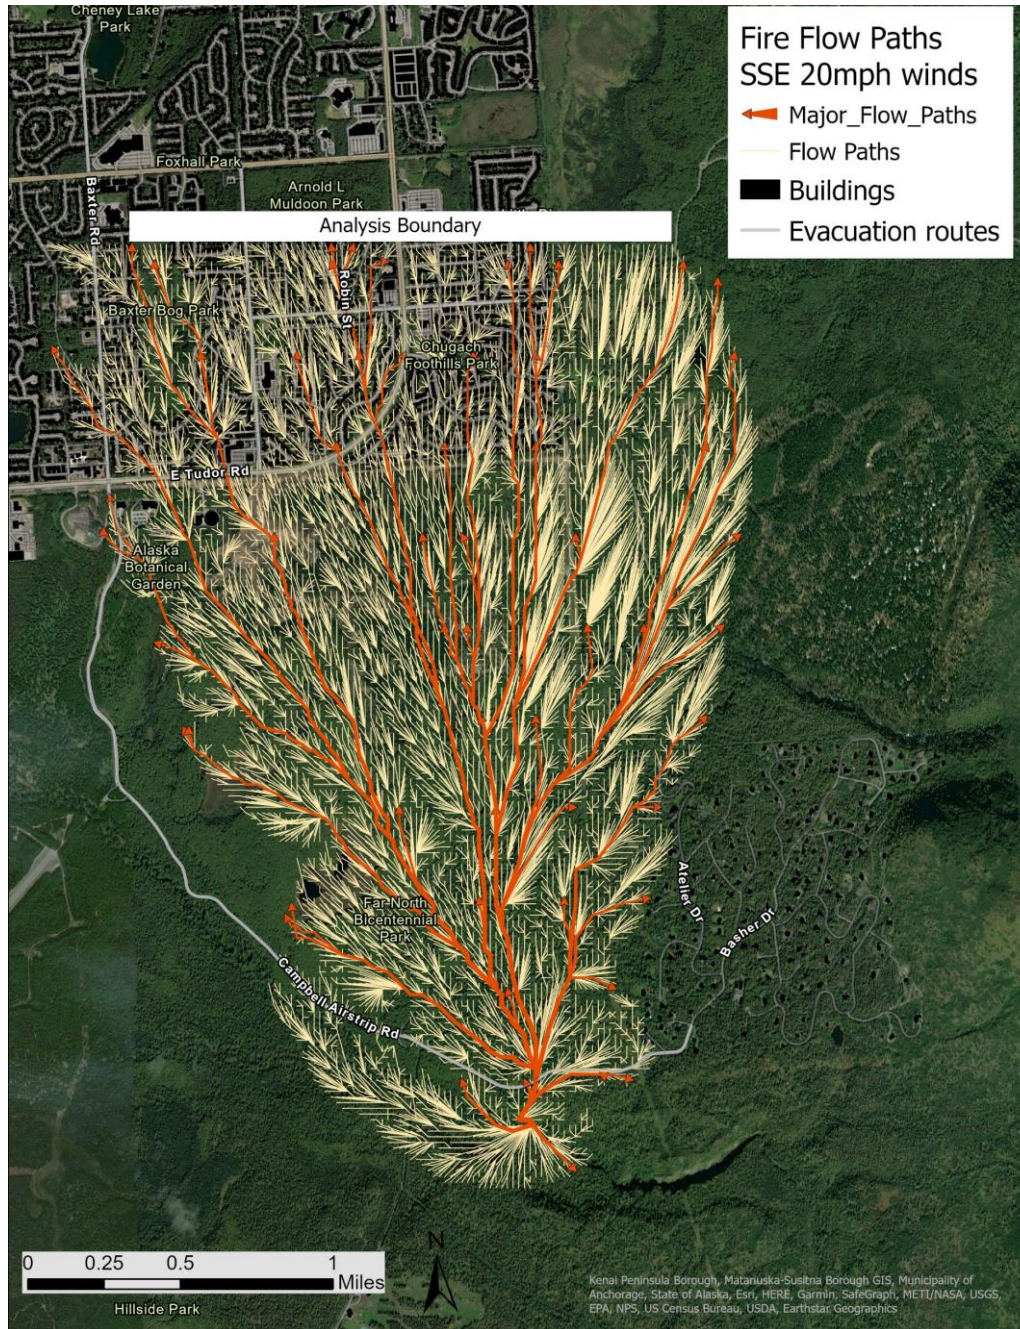 Cheney Lake
Park
Fire Flow Paths
SSE 20mph winds
Major_Flow_Paths
Flow Paths
Buildings
Evacuation routes
Foxhall Park
Baxter Rd
Arnold L
Muldoon Park
Analysis Boundary
Robin St
Baxter Bog Park
Chugach
Foothills Park
E Tudor Rd
Alaska
Botanical
Garden
Atelier Dr
Basher Dr
Far North
Bicentennial
Park
Campbell Airstrip Rd
N
0 0.25 0.5 1
Miles
Hillside Park
Kenai Peninsula Borough, Matanuska-Susitna Borough GIS, Municipality of
Anchorage, State of Alaska, Esri, HERE, Garmin, SafeGraph, METI/NASA, USGS,
EPA, NPS, US Census Bureau, USDA, Earthstar Geographics